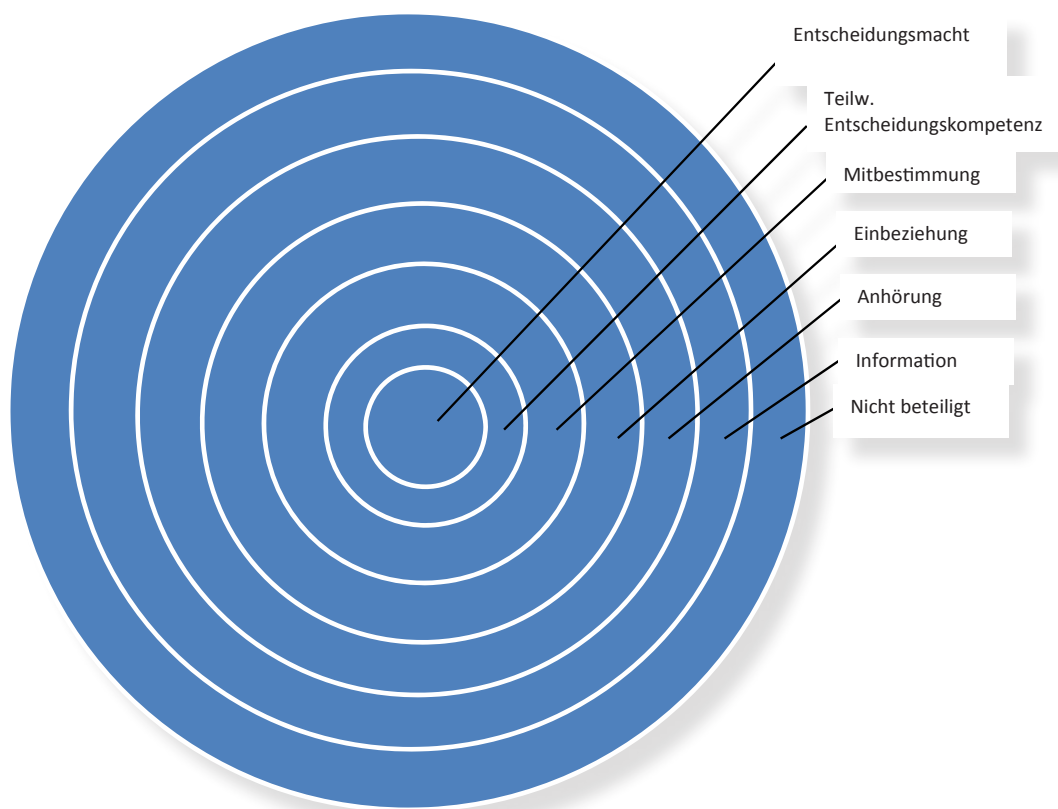 Entscheidungsmacht
Teilw.
Entscheidungskompetenz
Mitbestimmung
Einbeziehung
Anhörung
Information
Nicht beteiligt